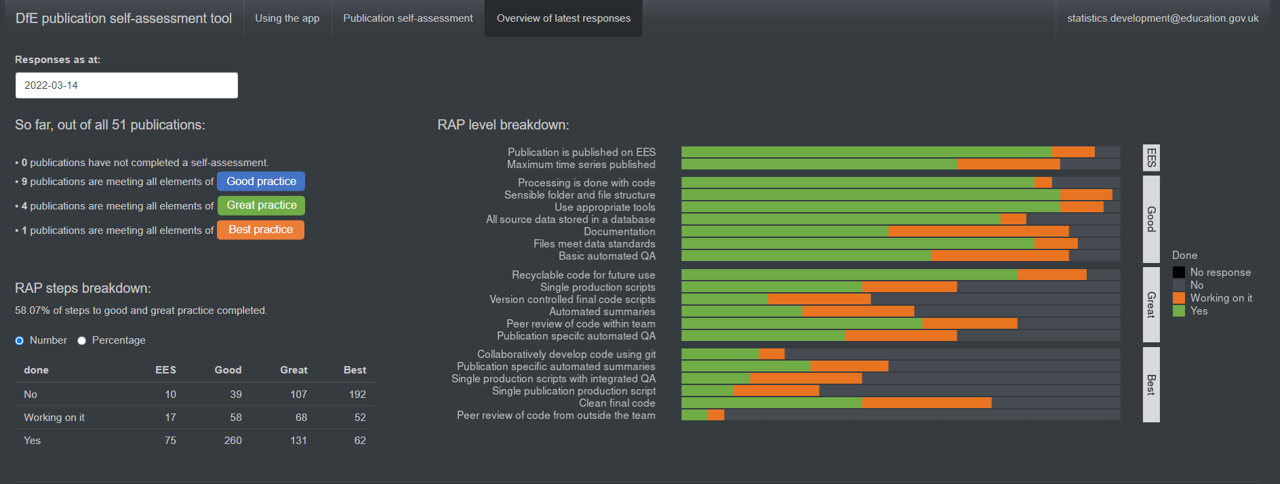 DfE publication self-assessment tool
Using the app
Publication self-assessment
Overview of latest responses
statistics.development@education.gov.uk
Responses as at:
2022-03-14
So far, out of all 51 publications:
• 0 publications have not completed a self-assessment.
• 9 publications are meeting all elements of Good practice
• 4 publications are meeting all elements of Great practice
• 1 publications are meeting all elements of Best practice
RAP steps breakdown:
58.07% of steps to good and great practice completed.
Number Percentage
done EES Good Great Best
No 10 39 107 192
Working on it 17 58 68 52
Yes 75 260 131 62
RAP level breakdown:
Publication is published on EES
Maximum time series published
EES
Processing is done with code
Sensible folder and file structure
Use appropriate tools
All source data stored in a database
Documentation
Files meet data standards
Basic automated QA
Good
Recyclable code for future use
Single production scripts
Version controlled final code scripts
Automated summaries
Peer review of code within team
Publication specifc automated QA
Great
Collaboratively develop code using git
Publication specific automated summaries
Single production scripts with integrated QA
Single publication production script
Clean final code
Peer review of code from outside the team
Best
Done
No response
No
Working on it
Yes